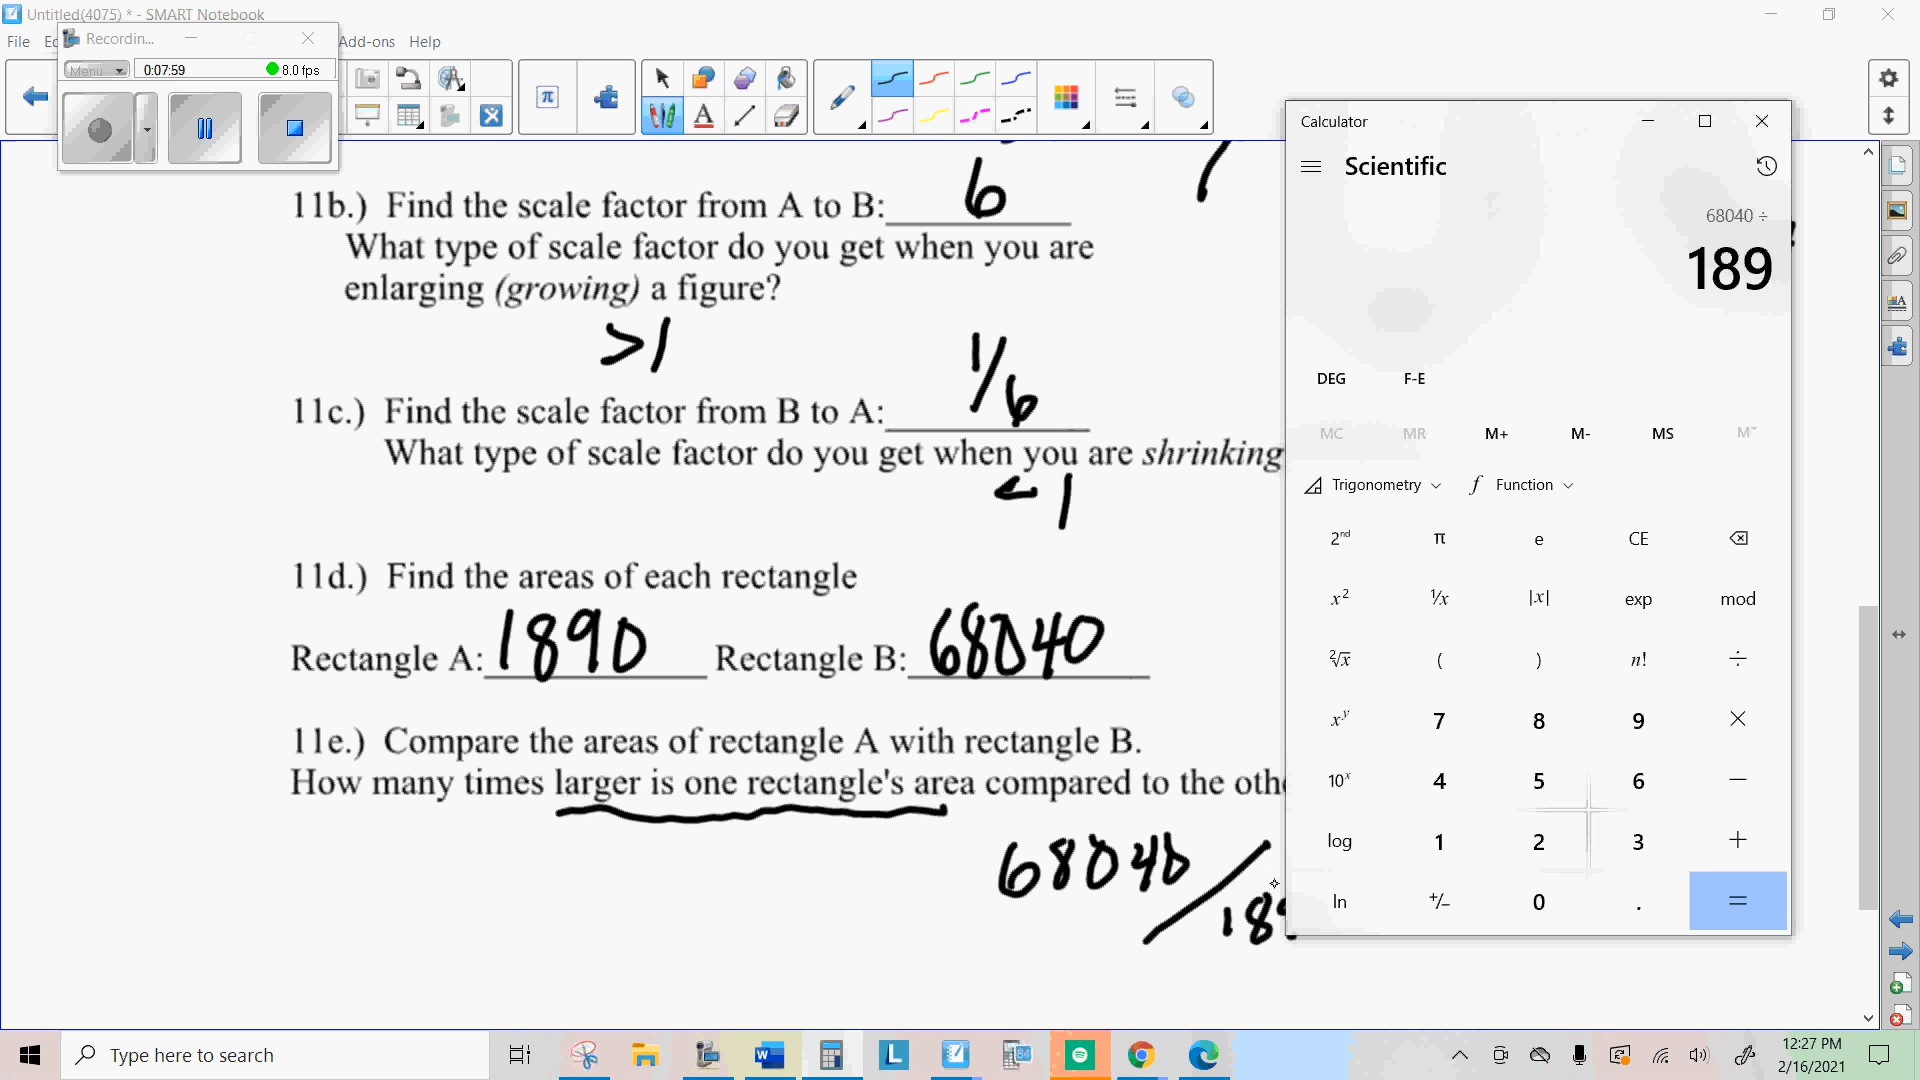 Untitled(4075) * - SMART Notebook
File
Add-ons Help
Recordin...
Menu 0:07:59 8.0 fps
11b.) Find the scale factor from A to B: 6
What type of scale factor do you get when you are
enlarging (growing) a figure?
>1
11c.) Find the scale factor from B to A: 1/6
What type of scale factor do you get when you are shrinking
<1
11d.) Find the areas of each rectangle
Rectangle A: 1890 Rectangle B: 68040
11e.) Compare the areas of rectangle A with rectangle B.
How many times larger is one rectangle's area compared to the
68040/189
Calculator
Scientific
68040 ÷
189
DEG F-E
MC MR M+ M- MS
Trigonometry Function
2nd π e CE
x² ¹/x |x| exp mod
²√x ( ) n! ÷
xʸ 7 8 9 ×
10ˣ 4 5 6 −
log 1 2 3 +
ln +/− 0 . =
Type here to search
12:27 PM
2/16/2021